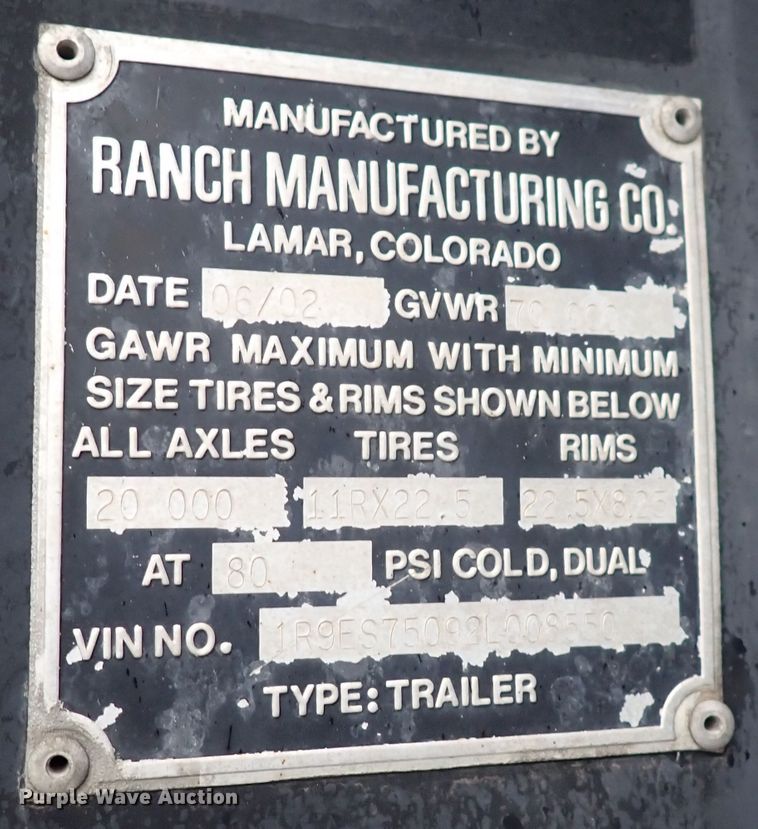 MANUFACTURED BY
RANCH MANUFACTURING CO.
LAMAR, COLORADO
DATE 06/02 GVWR
GAWR MAXIMUM WITH MINIMUM
SIZE TIRES & RIMS SHOWN BELOW
ALL AXLES TIRES RIMS
20 000 11RX22.5 22.5X8.25
AT 80 PSI COLD, DUAL
VIN NO.
TYPE: TRAILER
Purple Wave Auction